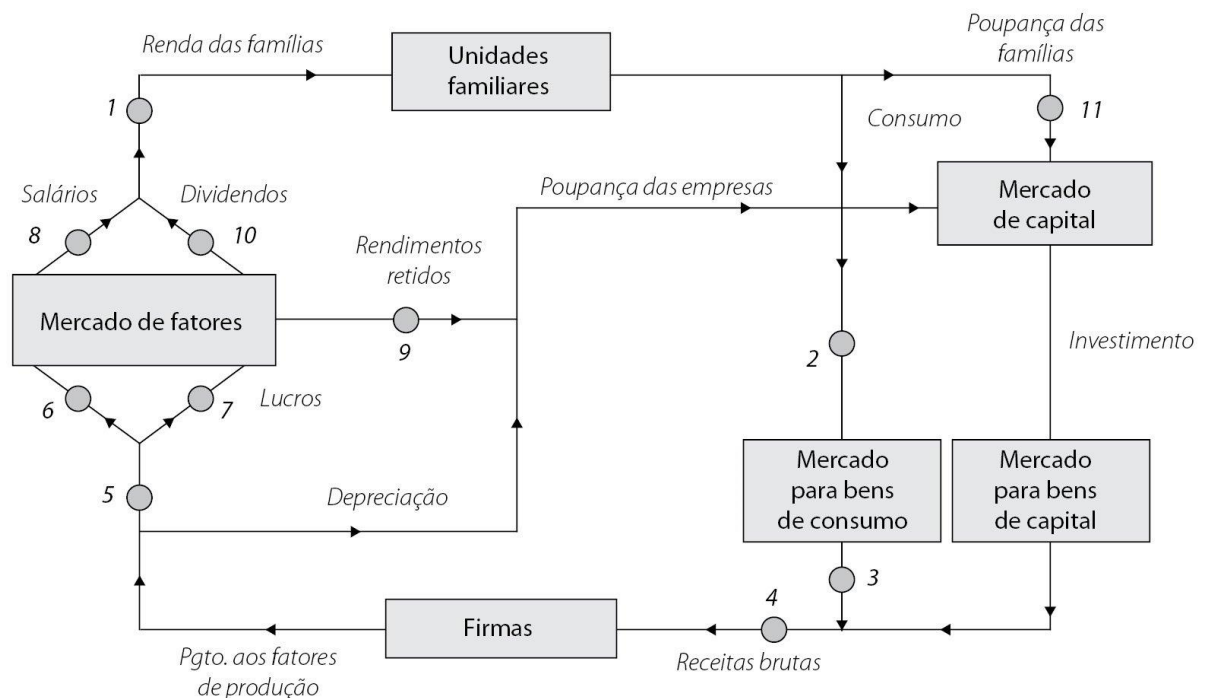 Renda das famílias
Unidades
familiares
Poupança das
famílias
1
11
Consumo
Salários
Dividendos
Poupança das empresas
Mercado
de capital
8
10
Rendimentos
retidos
Mercado de fatores
9
2
Investimento
6
7
Lucros
5
Depreciação
Mercado
para bens
de consumo
Mercado
para bens
de capital
3
4
Firmas
Pgto. aos fatores
de produção
Receitas brutas